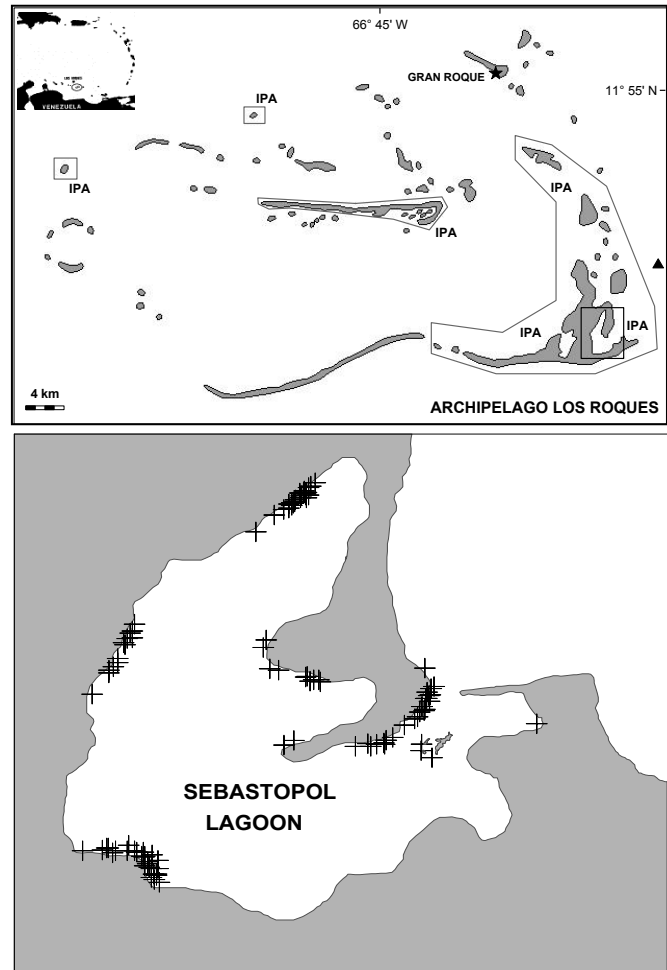 66° 45' W
GRAN ROQUE
11° 55' N
IPA
IPA
IPA
IPA
IPA
IPA
VENEZUELA
4 km
ARCHIPELAGO LOS ROQUES
SEBASTOPOL
LAGOON